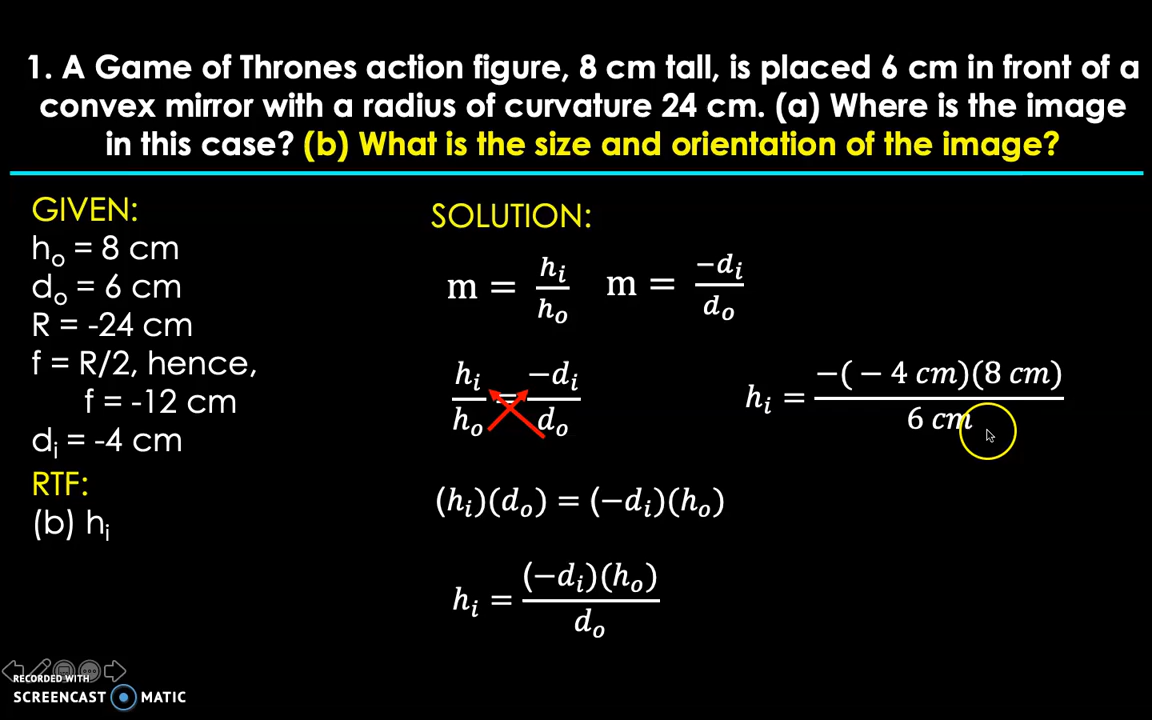 1. A Game of Thrones action figure, 8 cm tall, is placed 6 cm in front of a
convex mirror with a radius of curvature 24 cm. (a) Where is the image
in this case? (b) What is the size and orientation of the image?
GIVEN:
hₒ = 8 cm
dₒ = 6 cm
R = -24 cm
f = R/2, hence,
f = -12 cm
dᵢ = -4 cm
RTF:
(b) hᵢ
SOLUTION:
m = hᵢ/hₒ m = −dᵢ/dₒ
hᵢ/hₒ = −dᵢ/dₒ
(hᵢ)(dₒ) = (−dᵢ)(hₒ)
hᵢ = (−dᵢ)(hₒ)/dₒ
hᵢ = −(− 4 cm)(8 cm)/6 cm
RECORDED WITH
SCREENCAST MATIC